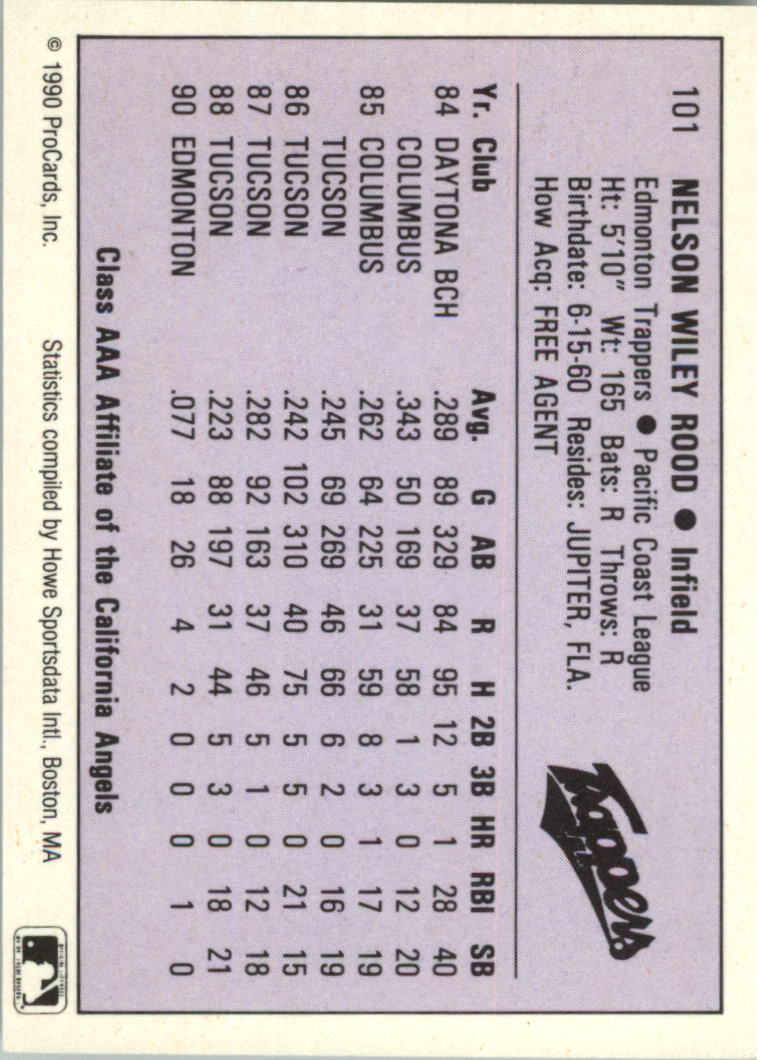 101 NELSON WILEY ROOD ● Infield
Edmonton Trappers ● Pacific Coast League
Ht: 5'10" Wt: 165 Bats: R Throws: R
Birthdate: 6-15-60 Resides: JUPITER, FLA.
How Acq: FREE AGENT
Trappers
Yr. Club Avg. G AB R H 2B 3B HR RBI SB
84 DAYTONA BCH .289 89 329 84 95 12 5 1 28 40
COLUMBUS .343 50 169 37 58 1 3 0 12 20
85 COLUMBUS .262 64 225 31 59 8 3 1 17 19
TUCSON .245 69 269 46 66 6 2 0 16 19
86 TUCSON .242 102 310 40 75 5 5 0 21 15
87 TUCSON .282 92 163 37 46 5 1 0 12 18
88 TUCSON .223 88 197 31 44 5 3 0 18 21
90 EDMONTON .077 18 26 4 2 0 0 0 1 0
Class AAA Affiliate of the California Angels
© 1990 ProCards, Inc. Statistics compiled by Howe Sportsdata Intl., Boston, MA